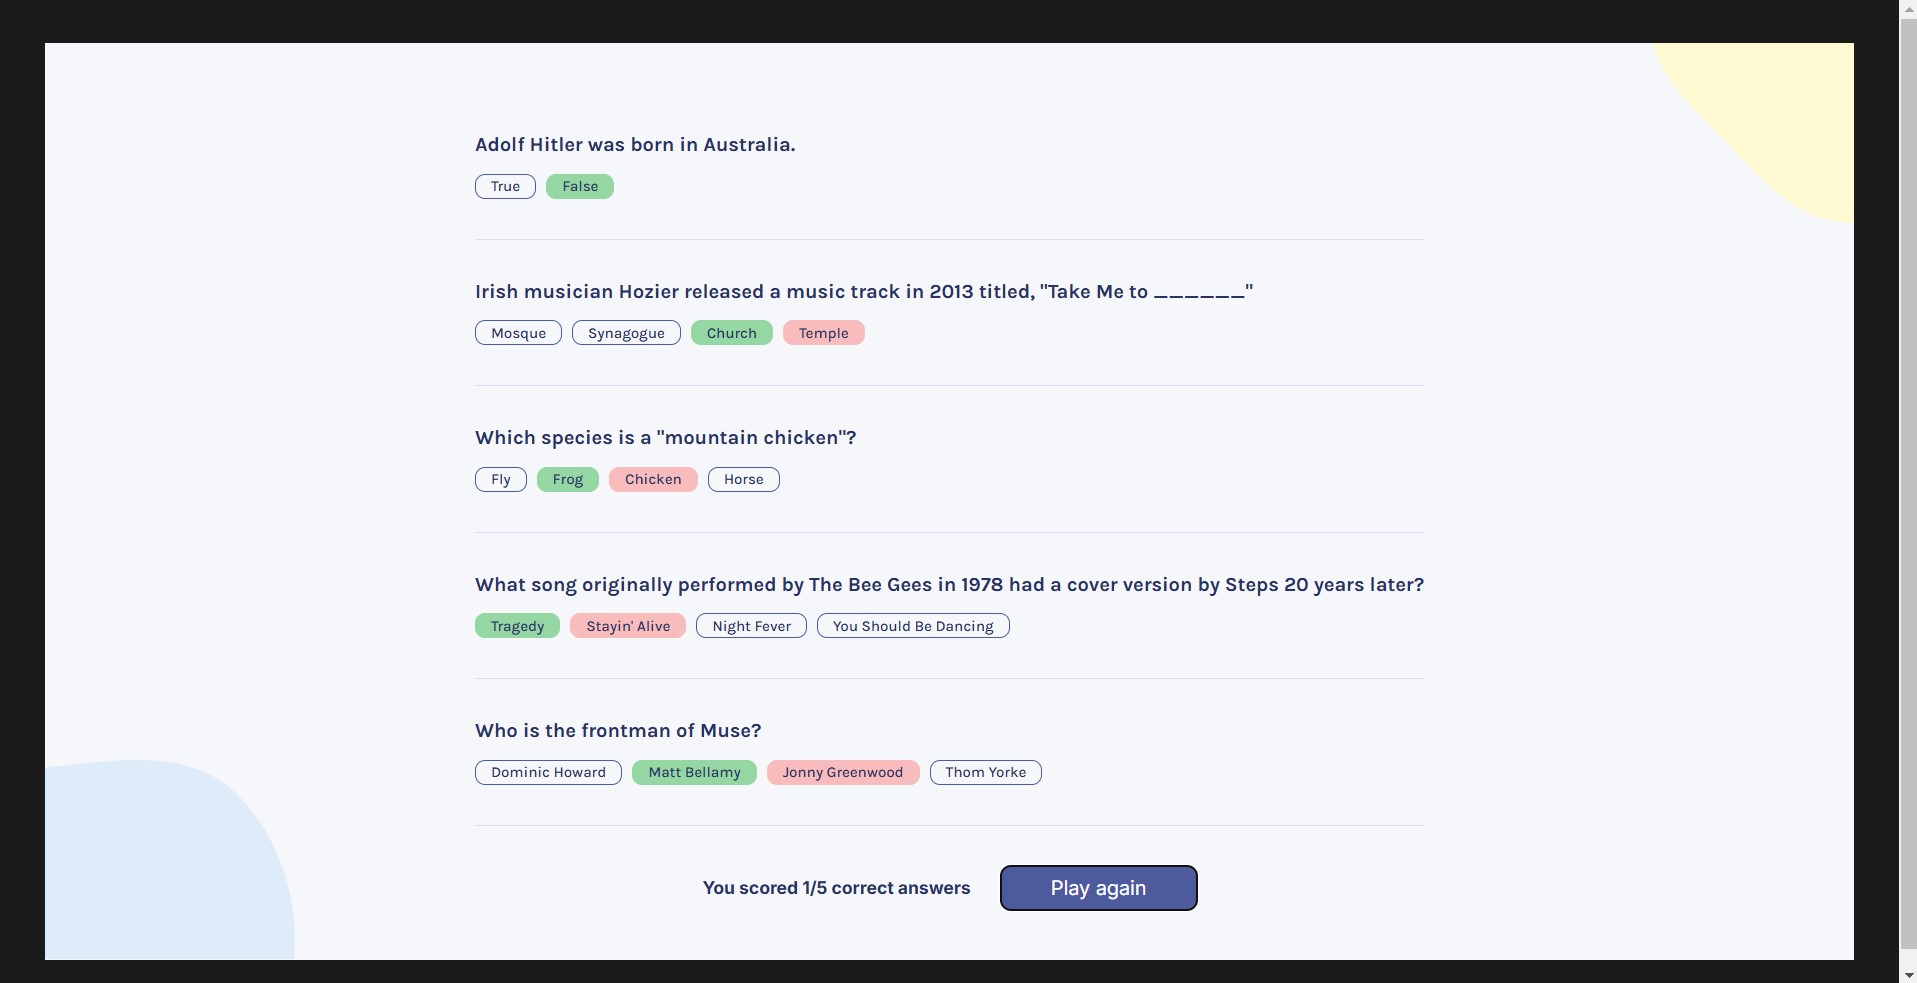 Adolf Hitler was born in Australia.
True False
Irish musician Hozier released a music track in 2013 titled, "Take Me to ______"
Mosque Synagogue Church Temple
Which species is a "mountain chicken"?
Fly Frog Chicken Horse
What song originally performed by The Bee Gees in 1978 had a cover version by Steps 20 years later?
Tragedy Stayin' Alive Night Fever You Should Be Dancing
Who is the frontman of Muse?
Dominic Howard Matt Bellamy Jonny Greenwood Thom Yorke
You scored 1/5 correct answers Play again